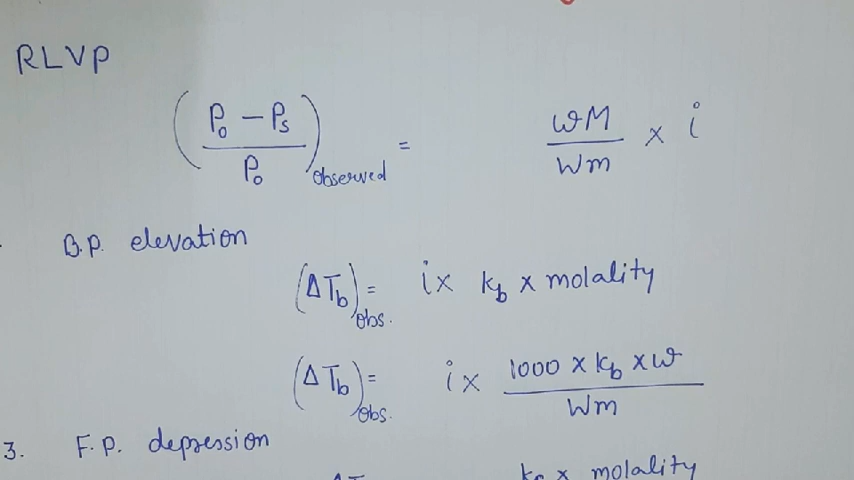 RLVP
(P₀ - Pₛ / P₀)observed = wM / Wm × i
B.P. elevation
(ΔT_b)obs. = i × k_b × molality
(ΔT_b)obs. = i × 1000 × k_b × w / Wm
3. F.P. depression
× molality